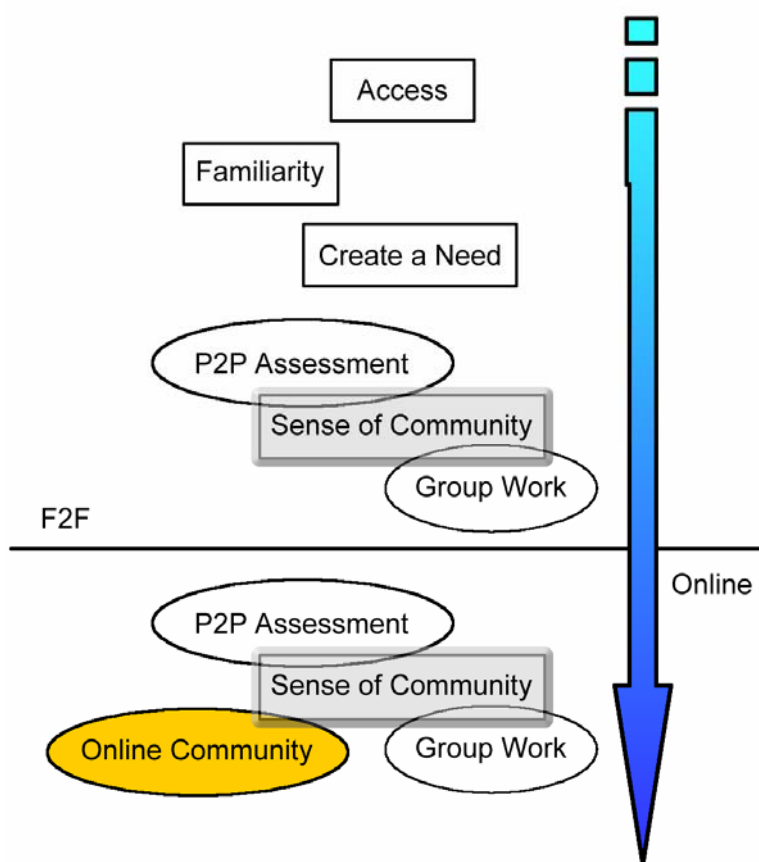 Access
Familiarity
Create a Need
P2P Assessment
Sense of Community
Group Work
F2F
Online
P2P Assessment
Sense of Community
Online Community
Group Work